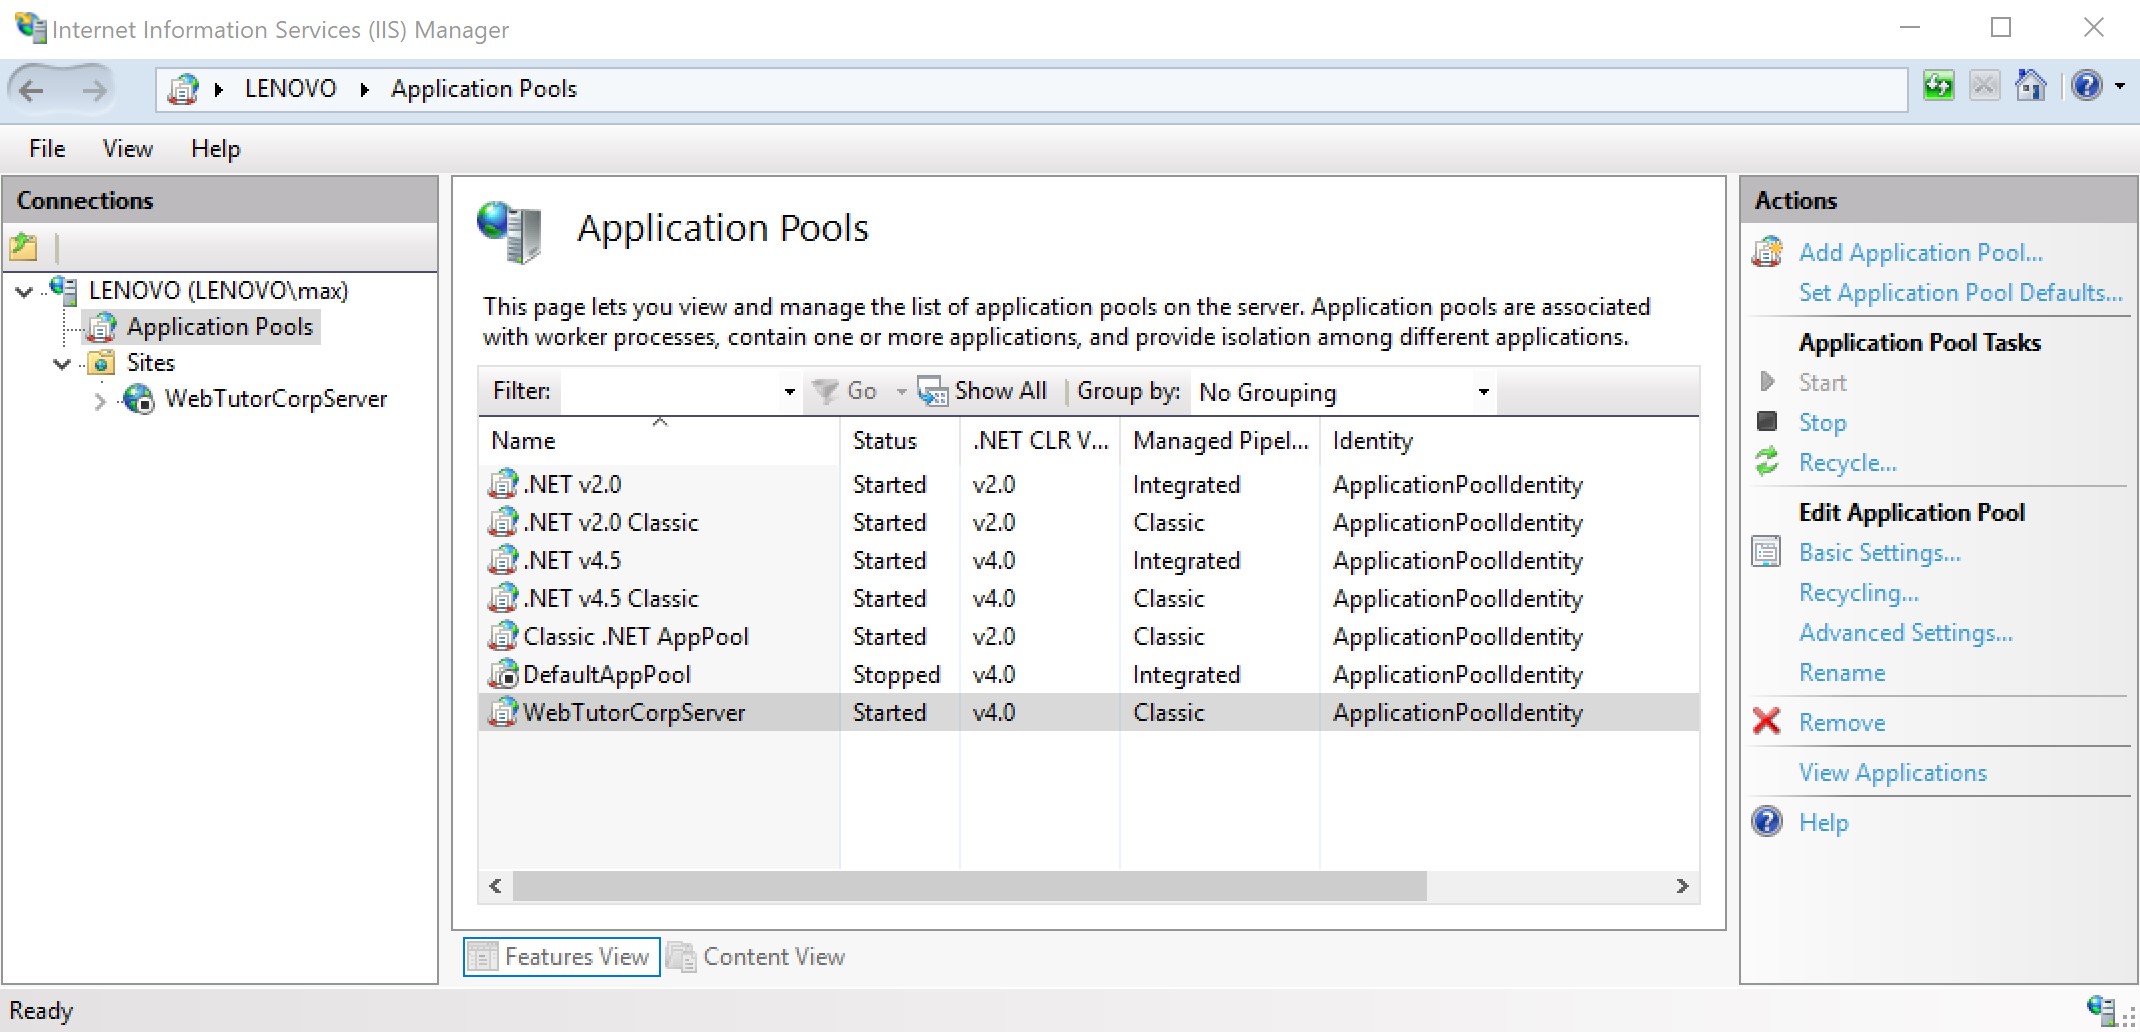 Internet Information Services (IIS) Manager
LENOVO
Application Pools
File View Help
Connections
LENOVO (LENOVO\max)
Application Pools
Sites
WebTutorCorpServer
Application Pools
This page lets you view and manage the list of application pools on the server. Application pools are associated
with worker processes, contain one or more applications, and provide isolation among different applications.
Filter: Go Show All Group by: No Grouping
Name Status .NET CLR V... Managed Pipel... Identity
.NET v2.0 Started v2.0 Integrated ApplicationPoolIdentity
.NET v2.0 Classic Started v2.0 Classic ApplicationPoolIdentity
.NET v4.5 Started v4.0 Integrated ApplicationPoolIdentity
.NET v4.5 Classic Started v4.0 Classic ApplicationPoolIdentity
Classic .NET AppPool Started v2.0 Classic ApplicationPoolIdentity
DefaultAppPool Stopped v4.0 Integrated ApplicationPoolIdentity
WebTutorCorpServer Started v4.0 Classic ApplicationPoolIdentity
Features View Content View
Actions
Add Application Pool...
Set Application Pool Defaults...
Application Pool Tasks
Start
Stop
Recycle...
Edit Application Pool
Basic Settings...
Recycling...
Advanced Settings...
Rename
Remove
View Applications
Help
Ready